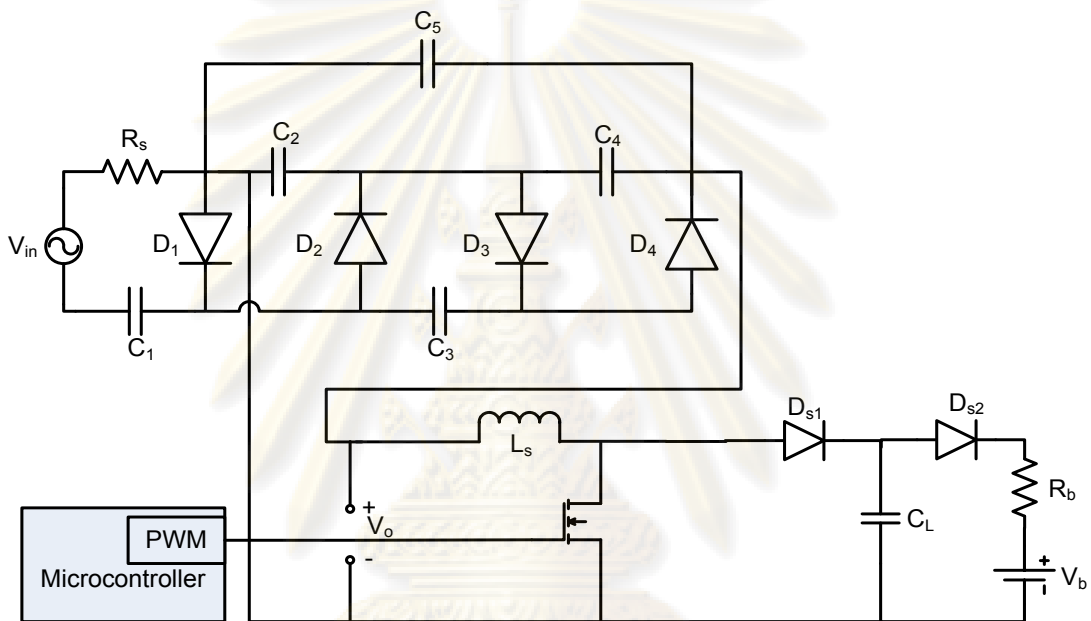 C5
Rs
C2
C4
Vin
D1
D2
D3
D4
C1
C3
Ds1
Ds2
Ls
Rb
+
Vo
-
CL
PWM
Microcontroller
+
-
Vb